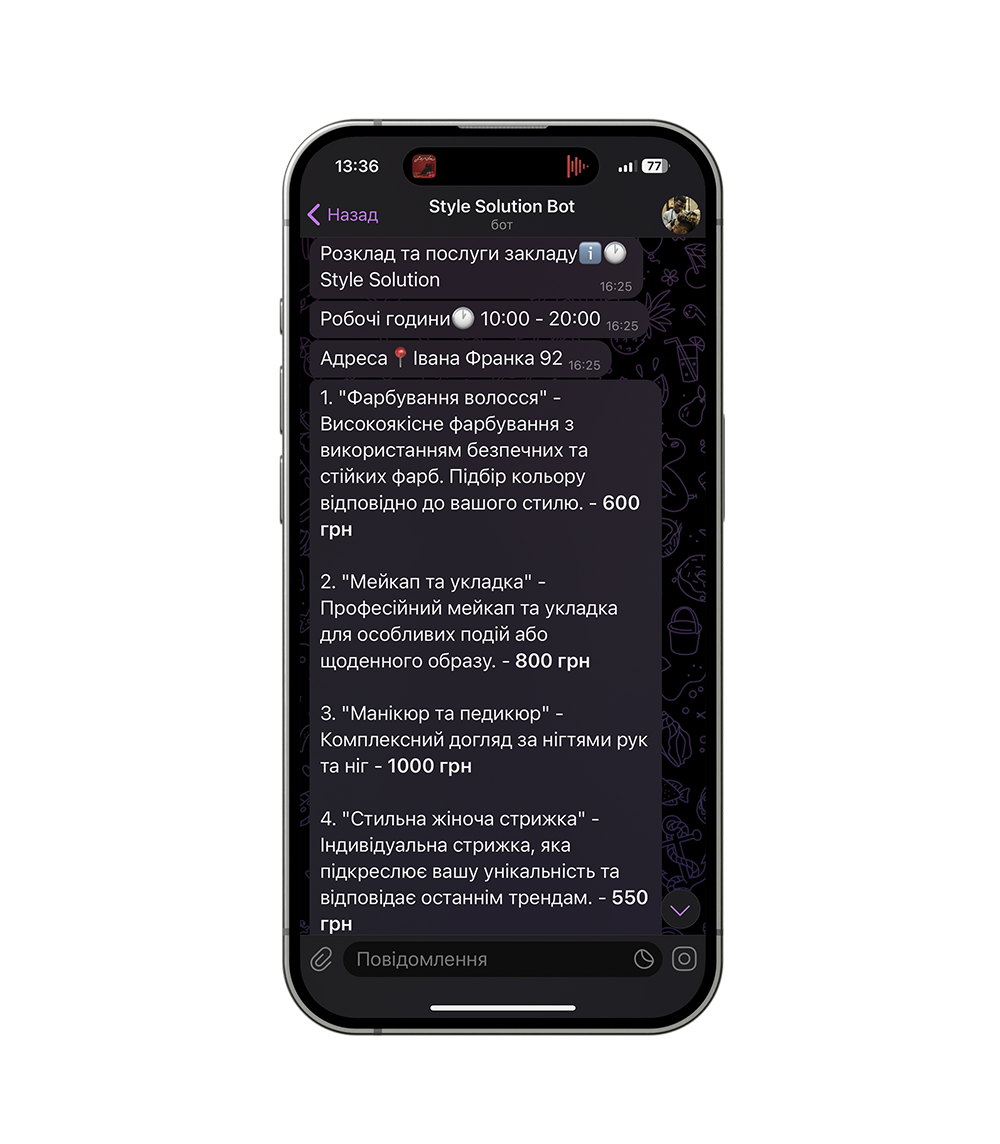 13:36
77
Назад
Style Solution Bot
бот
Розклад та послуги закладуℹ️🕐
Style Solution
16:25
Робочі години🕐 10:00 - 20:00 16:25
Адреса📍Івана Франка 92 16:25
1. "Фарбування волосся" -
Високоякісне фарбування з
використанням безпечних та
стійких фарб. Підбір кольору
відповідно до вашого стилю. - 600
грн
2. "Мейкап та укладка" -
Професійний мейкап та укладка
для особливих подій або
щоденного образу. - 800 грн
3. "Манікюр та педикюр" -
Комплексний догляд за нігтями рук
та ніг - 1000 грн
4. "Стильна жіноча стрижка" -
Індивідуальна стрижка, яка
підкреслює вашу унікальність та
відповідає останнім трендам. - 550
грн
Повідомлення